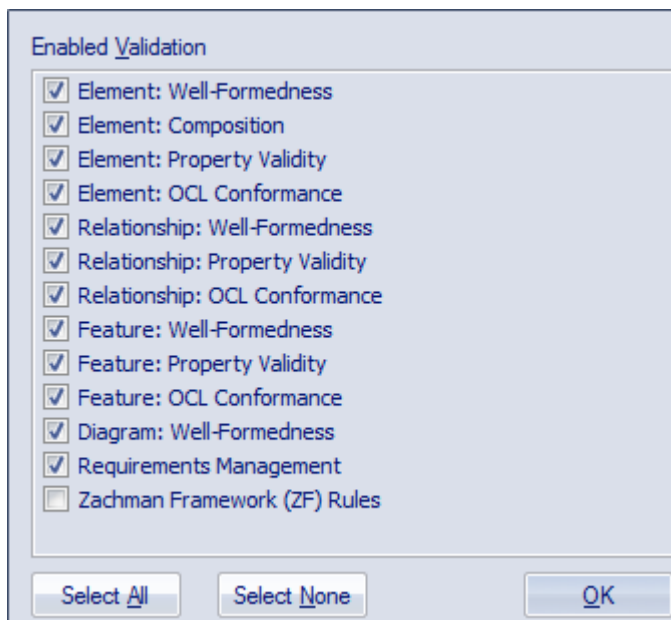 Enabled Validation
Element: Well-Formedness
Element: Composition
Element: Property Validity
Element: OCL Conformance
Relationship: Well-Formedness
Relationship: Property Validity
Relationship: OCL Conformance
Feature: Well-Formedness
Feature: Property Validity
Feature: OCL Conformance
Diagram: Well-Formedness
Requirements Management
Zachman Framework (ZF) Rules
Select All Select None OK